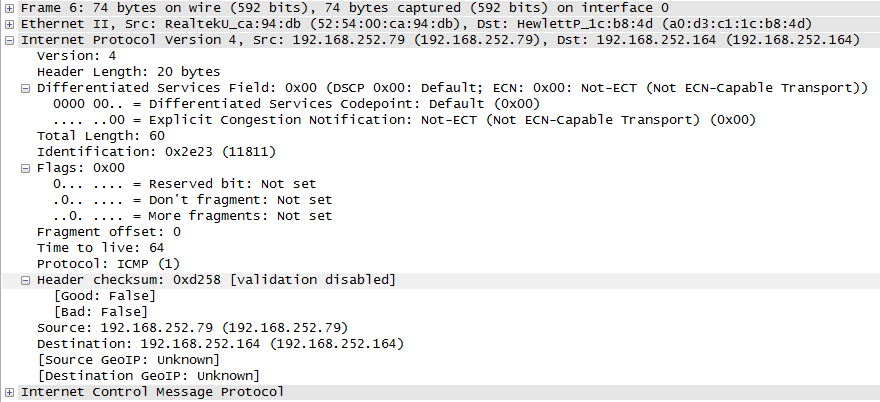 Frame 6: 74 bytes on wire (592 bits), 74 bytes captured (592 bits) on interface 0
Ethernet II, Src: RealtekU_ca:94:db (52:54:00:ca:94:db), Dst: HewlettP_1c:b8:4d (a0:d3:c1:1c:b8:4d)
Internet Protocol Version 4, Src: 192.168.252.79 (192.168.252.79), Dst: 192.168.252.164 (192.168.252.164)
Version: 4
Header Length: 20 bytes
Differentiated Services Field: 0x00 (DSCP 0x00: Default; ECN: 0x00: Not-ECT (Not ECN-Capable Transport))
0000 00.. = Differentiated Services Codepoint: Default (0x00)
.... ..00 = Explicit Congestion Notification: Not-ECT (Not ECN-Capable Transport) (0x00)
Total Length: 60
Identification: 0x2e23 (11811)
Flags: 0x00
0... .... = Reserved bit: Not set
.0.. .... = Don't fragment: Not set
..0. .... = More fragments: Not set
Fragment offset: 0
Time to live: 64
Protocol: ICMP (1)
Header checksum: 0xd258 [validation disabled]
[Good: False]
[Bad: False]
Source: 192.168.252.79 (192.168.252.79)
Destination: 192.168.252.164 (192.168.252.164)
[Source GeoIP: Unknown]
[Destination GeoIP: Unknown]
Internet Control Message Protocol